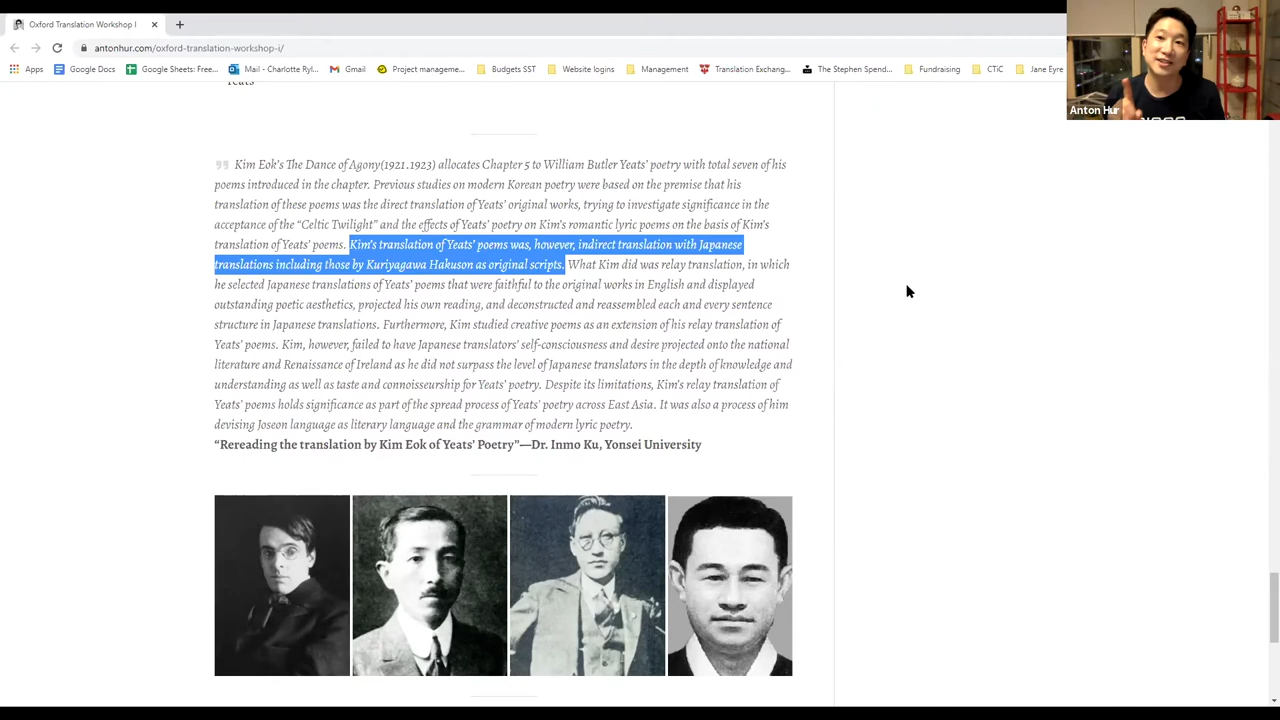 Oxford Translation Workshop I
antonhur.com/oxford-translation-workshop-i/
Apps Google Docs Google Sheets: Free... Mail - Charlotte Ryl... Gmail Project manageme... Budgets SST Website logins Management Translation Exchang... The Stephen Spend... Fundraising CTiC Jane Eyre
Anton Hur
Yeats
Kim Eok's The Dance of Agony(1921.1923) allocates Chapter 5 to William Butler Yeats' poetry with total seven of his
poems introduced in the chapter. Previous studies on modern Korean poetry were based on the premise that his
translation of these poems was the direct translation of Yeats' original works, trying to investigate significance in the
acceptance of the “Celtic Twilight” and the effects of Yeats' poetry on Kim's romantic lyric poems on the basis of Kim's
translation of Yeats' poems. Kim's translation of Yeats' poems was, however, indirect translation with Japanese
translations including those by Kuriyagawa Hakuson as original scripts. What Kim did was relay translation, in which
he selected Japanese translations of Yeats' poems that were faithful to the original works in English and displayed
outstanding poetic aesthetics, projected his own reading, and deconstructed and reassembled each and every sentence
structure in Japanese translations. Furthermore, Kim studied creative poems as an extension of his relay translation of
Yeats' poems. Kim, however, failed to have Japanese translators' self-consciousness and desire projected onto the national
literature and Renaissance of Ireland as he did not surpass the level of Japanese translators in the depth of knowledge and
understanding as well as taste and connoisseurship for Yeats' poetry. Despite its limitations, Kim's relay translation of
Yeats' poems holds significance as part of the spread process of Yeats' poetry across East Asia. It was also a process of him
devising Joseon language as literary language and the grammar of modern lyric poetry.
“Rereading the translation by Kim Eok of Yeats' Poetry”—Dr. Inmo Ku, Yonsei University